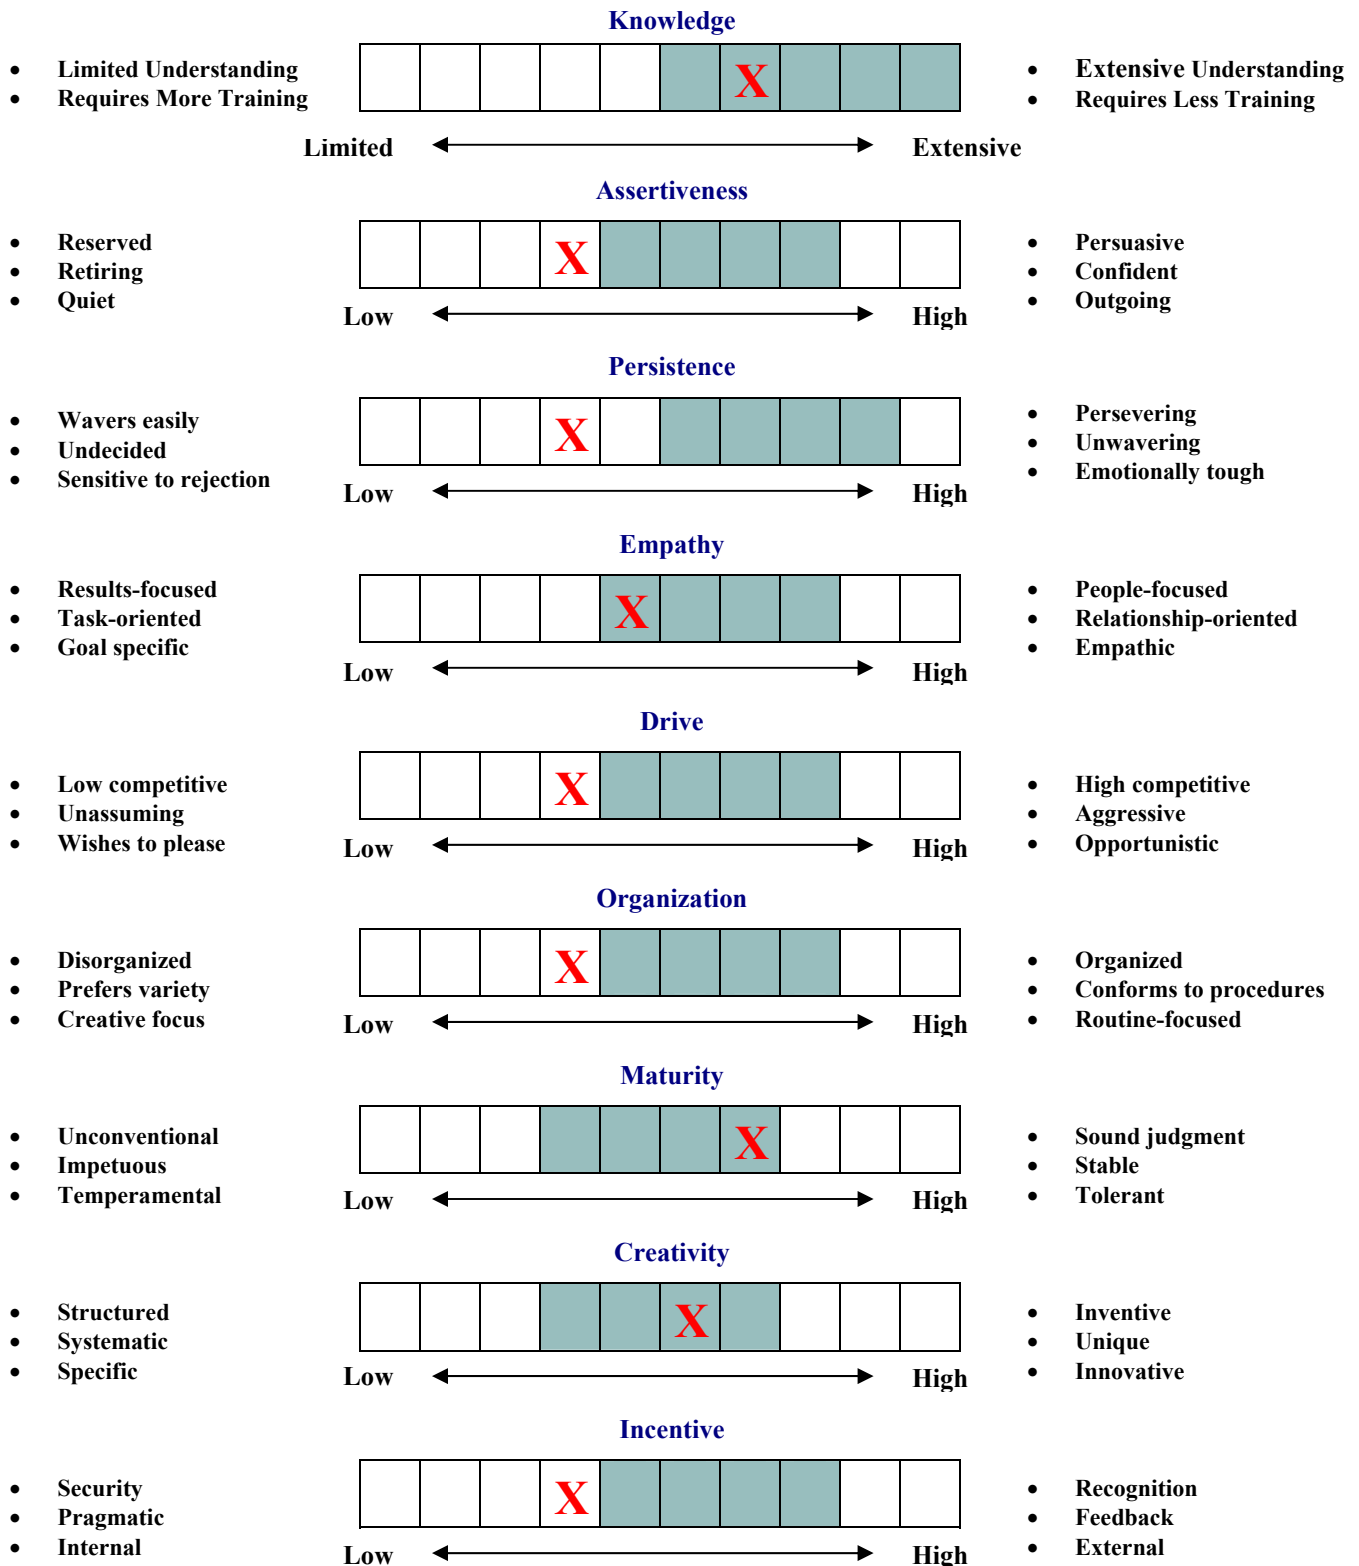 Knowledge
• Limited Understanding
• Requires More Training
X
• Extensive Understanding
• Requires Less Training
Limited Extensive
Assertiveness
• Reserved
• Retiring
• Quiet
X
• Persuasive
• Confident
• Outgoing
Low High
Persistence
• Wavers easily
• Undecided
• Sensitive to rejection
X
• Persevering
• Unwavering
• Emotionally tough
Low High
Empathy
• Results-focused
• Task-oriented
• Goal specific
X
• People-focused
• Relationship-oriented
• Empathic
Low High
Drive
• Low competitive
• Unassuming
• Wishes to please
X
• High competitive
• Aggressive
• Opportunistic
Low High
Organization
• Disorganized
• Prefers variety
• Creative focus
X
• Organized
• Conforms to procedures
• Routine-focused
Low High
Maturity
• Unconventional
• Impetuous
• Temperamental
X
• Sound judgment
• Stable
• Tolerant
Low High
Creativity
• Structured
• Systematic
• Specific
X
• Inventive
• Unique
• Innovative
Low High
Incentive
• Security
• Pragmatic
• Internal
X
• Recognition
• Feedback
• External
Low High